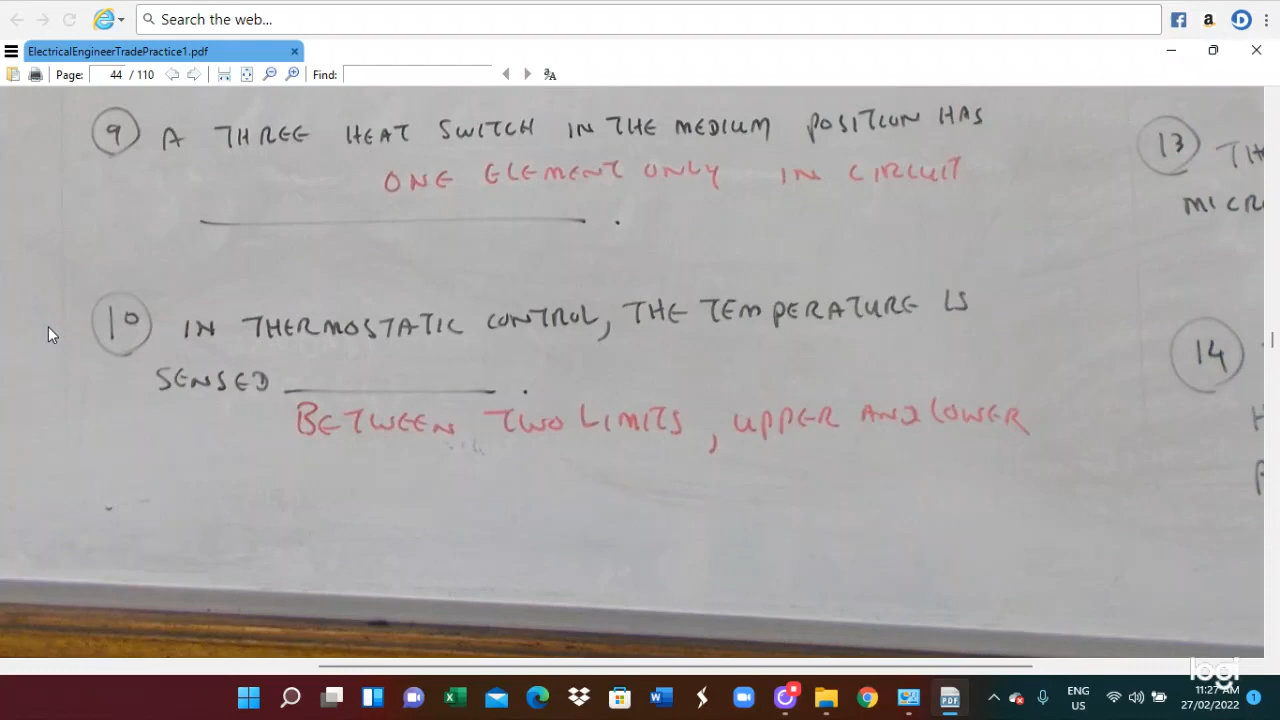 Search the web...
ElectricalEngineerTradePractice1.pdf
Page: 44 / 110 Find:
9 A THREE HEAT SWITCH IN THE MEDIUM POSITION HAS
ONE ELEMENT ONLY IN CIRCUIT
.
10 IN THERMOSTATIC CONTROL, THE TEMPERATURE IS
SENSED .
BETWEEN TWO LIMITS, UPPER AND LOWER
13
MICR
14
logi
ENG
US
11:27 AM
27/02/2022